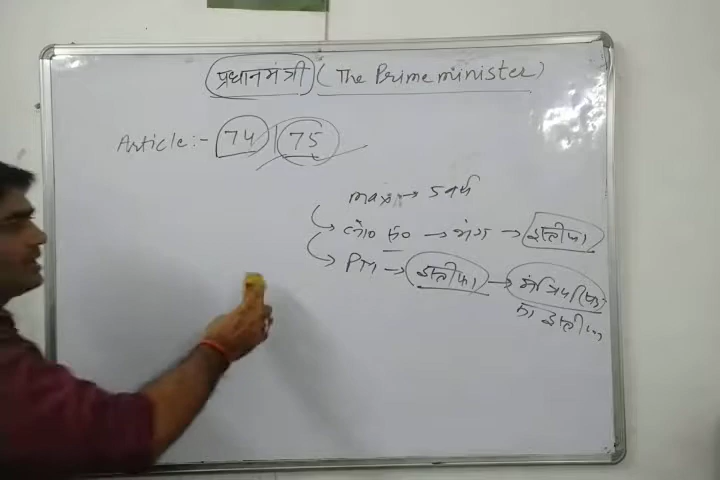 प्रधानमंत्री (The Prime minister)
Article:- 74 | 75
max → 5 वर्ष
लो० स० → भंग → इस्तीफा
PM → इस्तीफा → मंत्रिपरिषद
का इस्तीफा